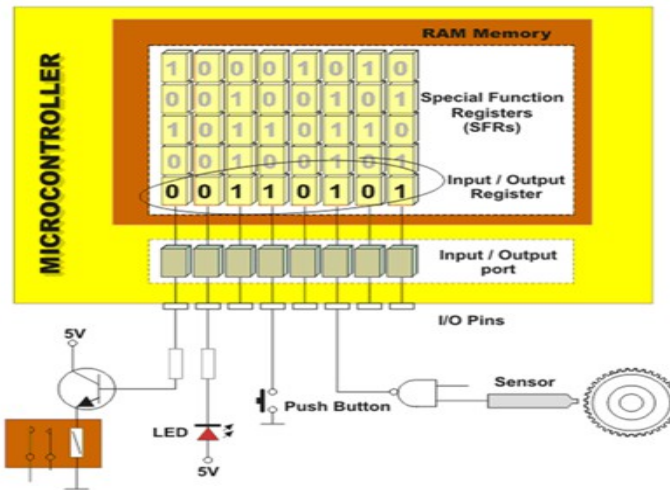 MICROCONTROLLER
RAM Memory
1 0 0 0 1 0 1 0
0 0 1 0 0 1 0 1
Special Function
Registers
(SFRs)
1 0 1 1 0 1 1 0
0 0 1 0 0 1 0 1
0 0 1 1 0 1 0 1
Input / Output
Register
Input / Output
port
I/O Pins
5V
Sensor
Push Button
LED
5V